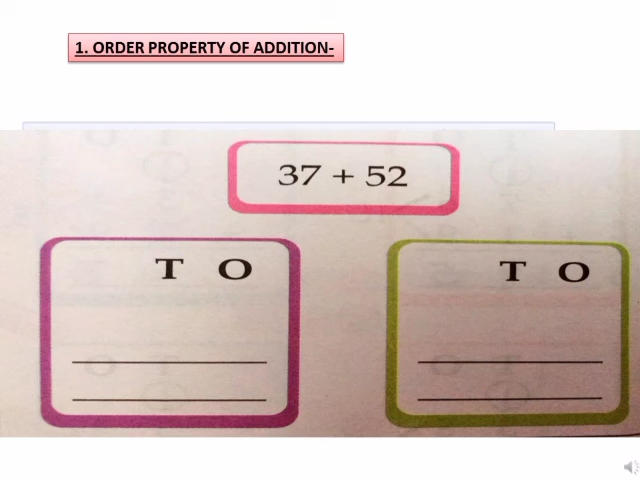 1. ORDER PROPERTY OF ADDITION-
37 + 52
T O
T O